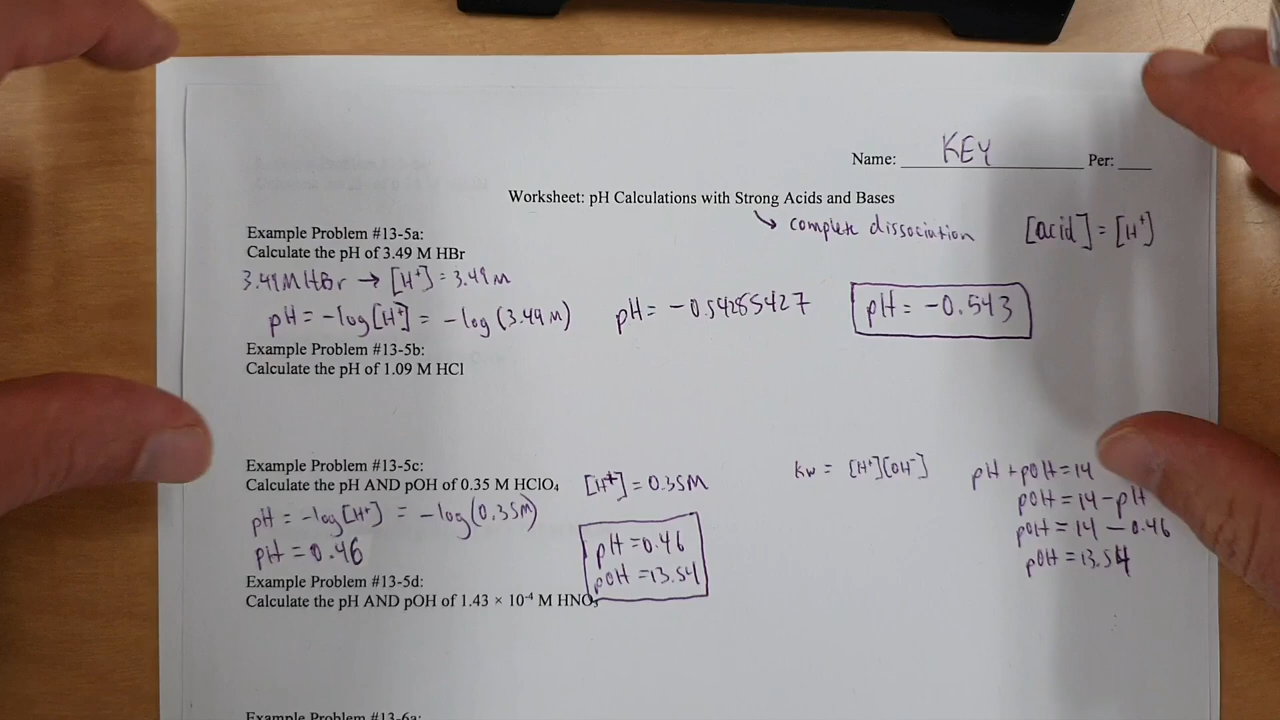 Name: KEY Per: ___
Worksheet: pH Calculations with Strong Acids and Bases
↳ complete dissociation [acid] = [H⁺]
Example Problem #13-5a:
Calculate the pH of 3.49 M HBr
3.49M HBr → [H⁺] = 3.49 M
pH = -log[H⁺] = -log(3.49 M) pH = -0.54285427 pH = -0.543
Example Problem #13-5b:
Calculate the pH of 1.09 M HCl
Example Problem #13-5c:
Calculate the pH AND pOH of 0.35 M HClO₄ [H⁺] = 0.35M
pH = -log[H⁺] = -log(0.35M)
pH = 0.46
pH = 0.46
pOH = 13.54
Kw = [H⁺][OH⁻]
pH + pOH = 14
pOH = 14 - pH
pOH = 14 - 0.46
pOH = 13.54
Example Problem #13-5d:
Calculate the pH AND pOH of 1.43 × 10⁻⁴ M HNO₃
Example Problem #13-6a: